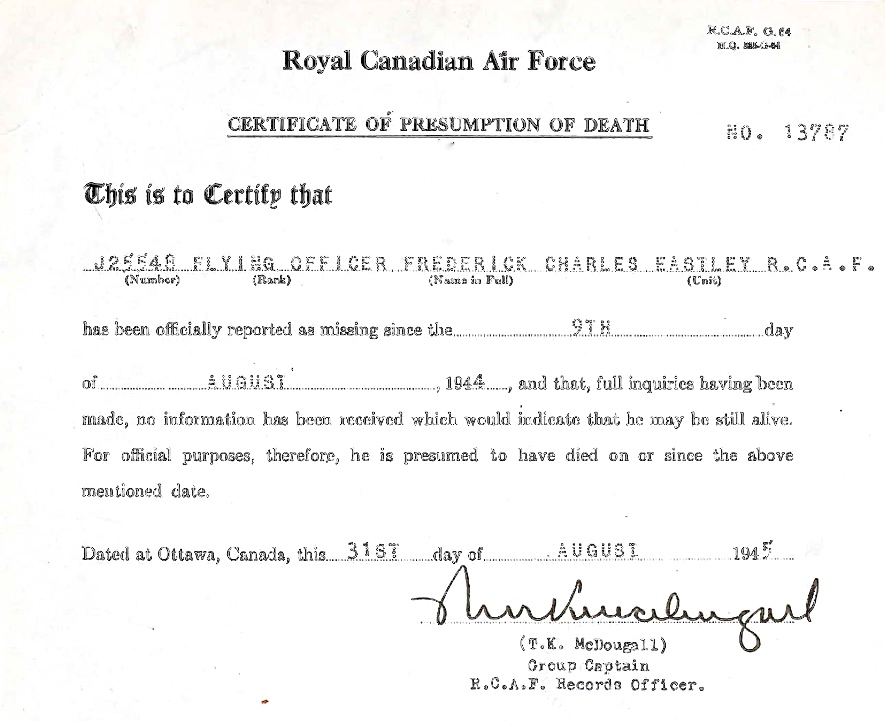 R.C.A.F. G.
Royal Canadian Air Force
CERTIFICATE OF PRESUMPTION OF DEATH
NO. 13787
This is to Certify that
FLYING OFFICER FREDERICK CHARLES EASTLEY R.C.A.F.
(Number) (Rank) (Name in Full) (Unit)
has been officially reported as missing since the 9TH day
of AUGUST, 1944, and that, full inquiries having been
made, no information has been received which would indicate that he may be still alive.
For official purposes, therefore, he is presumed to have died on or since the above
mentioned date.
Dated at Ottawa, Canada, this 31ST day of AUGUST 1945
(T.K. McDougall)
Group Captain
R.C.A.F. Records Officer.